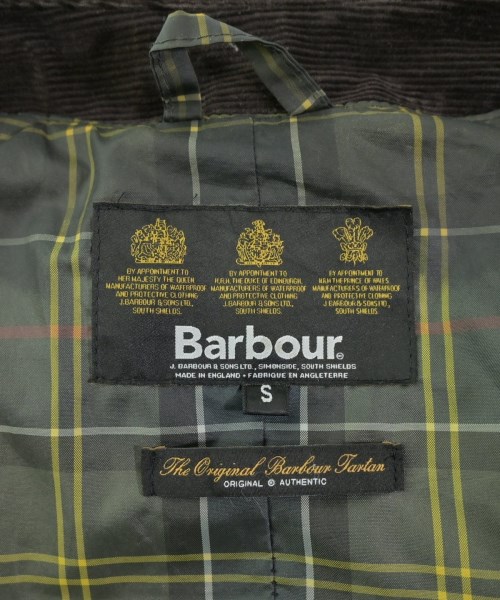 BY APPOINTMENT TO
HER MAJESTY THE QUEEN
MANUFACTURERS OF WATERPROOF
AND PROTECTIVE CLOTHING
J.BARBOUR & SONS LTD.,
SOUTH SHIELDS.
BY APPOINTMENT TO
H.R.H. THE DUKE OF EDINBURGH.
MANUFACTURERS OF WATERPROOF
AND PROTECTIVE CLOTHING
J.BARBOUR & SONS LTD.,
SOUTH SHIELDS.
BY APPOINTMENT TO
H.R.H THE PRINCE OF WALES.
MANUFACTURERS OF WATERPROOF
AND PROTECTIVE CLOTHING
J.BARBOUR & SONS LTD.,
SOUTH SHIELDS.
Barbour®
J. BARBOUR & SONS LTD., SIMONSIDE, SOUTH SHIELDS
MADE IN ENGLAND • FABRIQUE EN ANGLETERRE
S
The Original Barbour Tartan
ORIGINAL ® AUTHENTIC